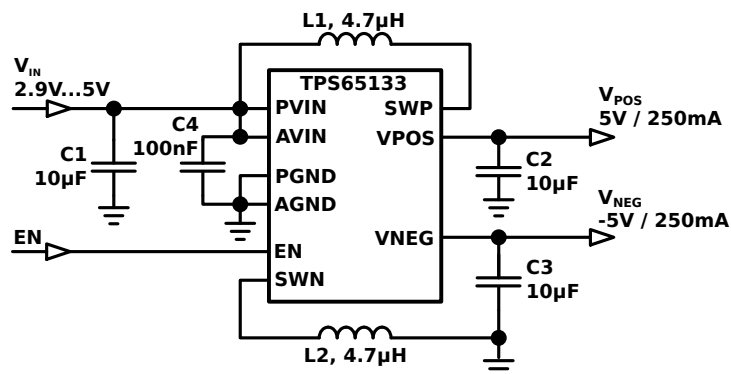 L1, 4.7µH
VIN
2.9V...5V
TPS65133
PVIN
SWP
VPOS
5V / 250mA
C4
100nF
AVIN
VPOS
C1
10µF
C2
10µF
PGND
AGND
VNEG
-5V / 250mA
EN
EN
VNEG
SWN
C3
10µF
L2, 4.7µH